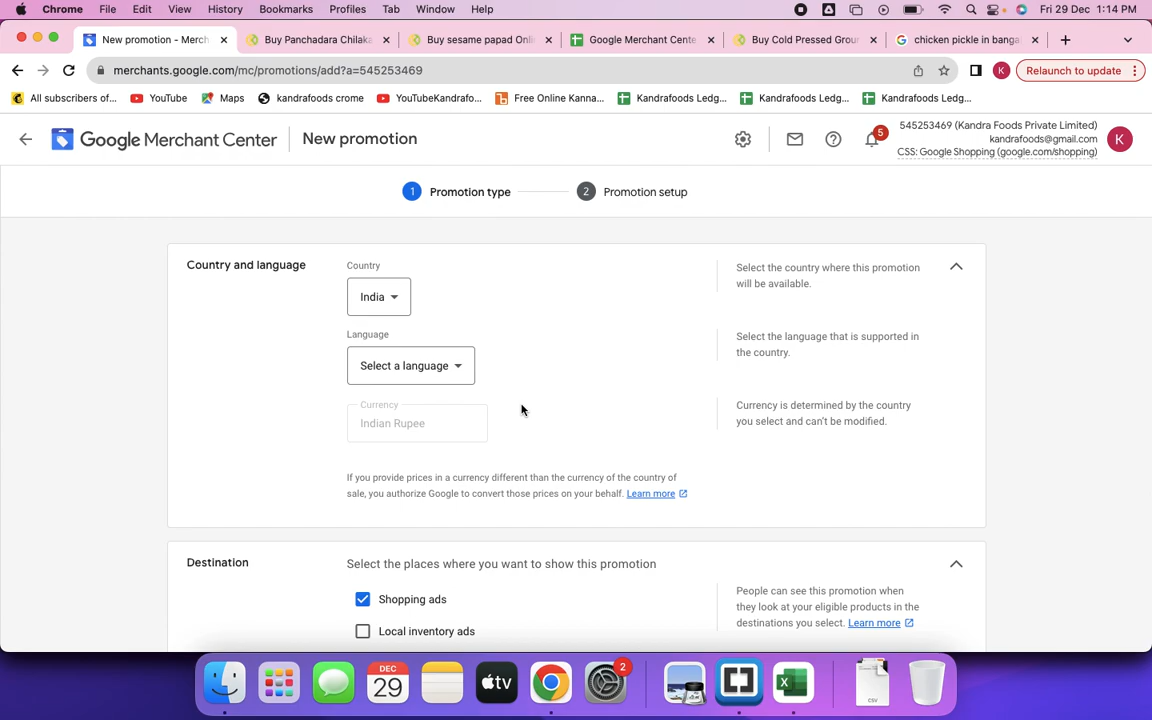 Chrome File Edit View History Bookmarks Profiles Tab Window Help Fri 29 Dec 1:14 PM
New promotion - Merch Buy Panchadara Chilaka Buy sesame papad Onli Google Merchant Cente Buy Cold Pressed Grour chicken pickle in banga
merchants.google.com/mc/promotions/add?a=545253469 K Relaunch to update
All subscribers of... YouTube Maps kandrafoods crome YouTubeKandrafo... Free Online Kanna... Kandrafoods Ledg... Kandrafoods Ledg... Kandrafoods Ledg...
Google Merchant Center New promotion 5 545253469 (Kandra Foods Private Limited) K
kandrafoods@gmail.com
CSS: Google Shopping (google.com/shopping)
1 Promotion type 2 Promotion setup
Country and language
Country
India
Select the country where this promotion
will be available.
Language
Select a language
Select the language that is supported in
the country.
Currency
Indian Rupee
Currency is determined by the country
you select and can't be modified.
If you provide prices in a currency different than the currency of the country of
sale, you authorize Google to convert those prices on your behalf. Learn more
Destination
Select the places where you want to show this promotion
Shopping ads
Local inventory ads
People can see this promotion when
they look at your eligible products in the
destinations you select. Learn more
DEC
29
tv
2
X
CSV